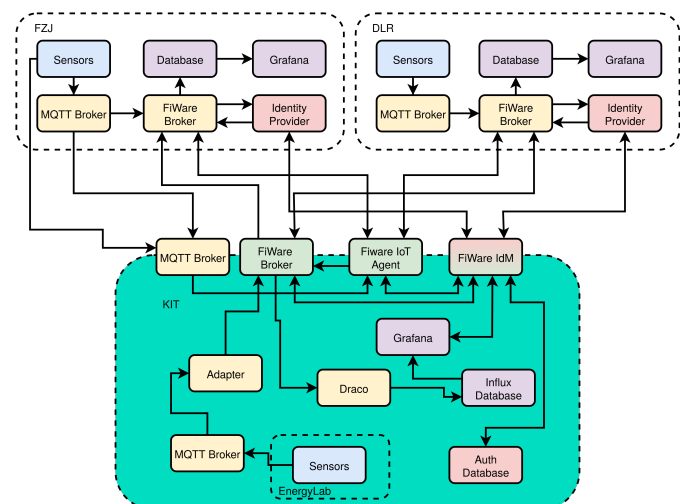 FZJ
DLR
Sensors
Database
Grafana
Sensors
Database
Grafana
MQTT Broker
FiWare
Broker
Identity
Provider
MQTT Broker
FiWare
Broker
Identity
Provider
MQTT Broker
FiWare
Broker
Fiware IoT
Agent
FiWare IdM
KIT
Grafana
Adapter
Draco
Influx
Database
MQTT Broker
Sensors
EnergyLab
Auth
Database